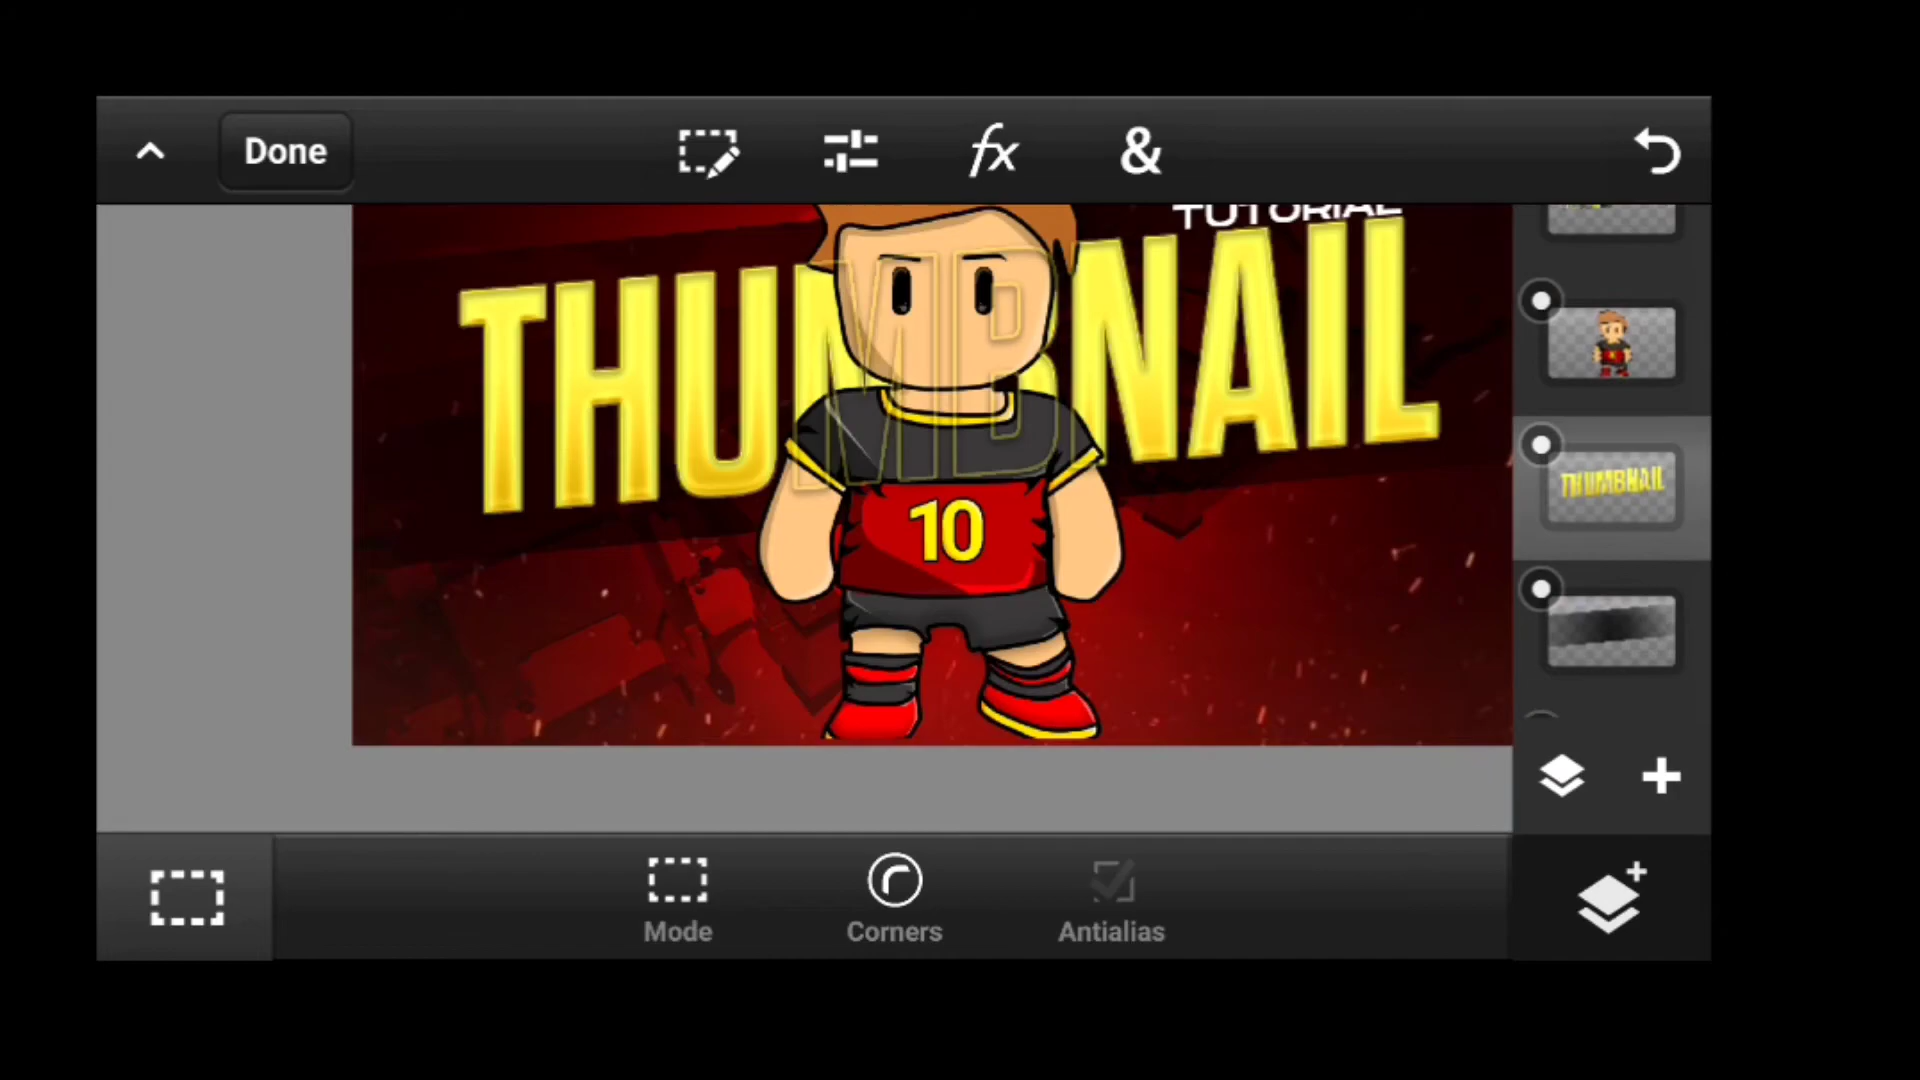 Done
fx
&
TUTORIAL
THUMBNAIL
THUMBNAIL
10
Mode
Corners
Antialias